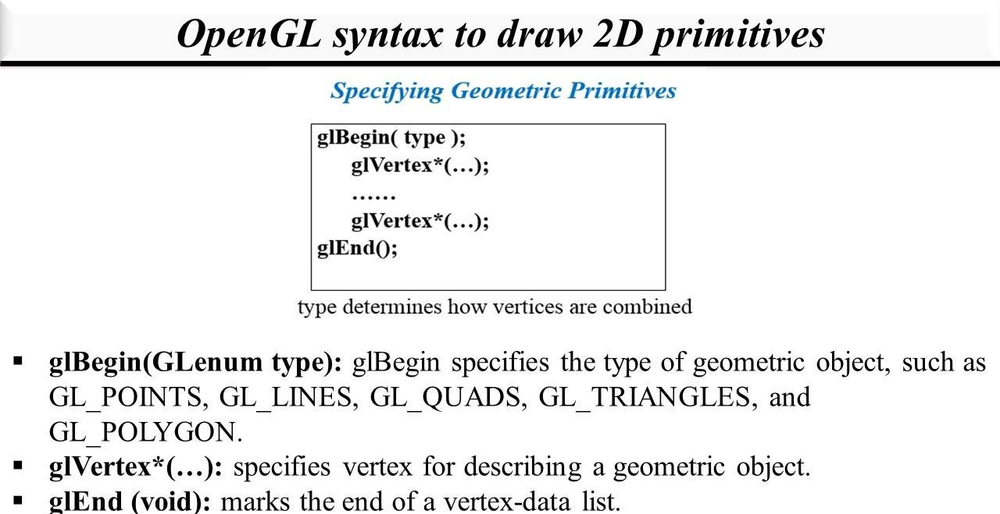 OpenGL syntax to draw 2D primitives
Specifying Geometric Primitives
glBegin( type );
glVertex*(…);
……
glVertex*(…);
glEnd();
type determines how vertices are combined
▪ glBegin(GLenum type): glBegin specifies the type of geometric object, such as
GL_POINTS, GL_LINES, GL_QUADS, GL_TRIANGLES, and
GL_POLYGON.
▪ glVertex*(…): specifies vertex for describing a geometric object.
▪ glEnd (void): marks the end of a vertex-data list.